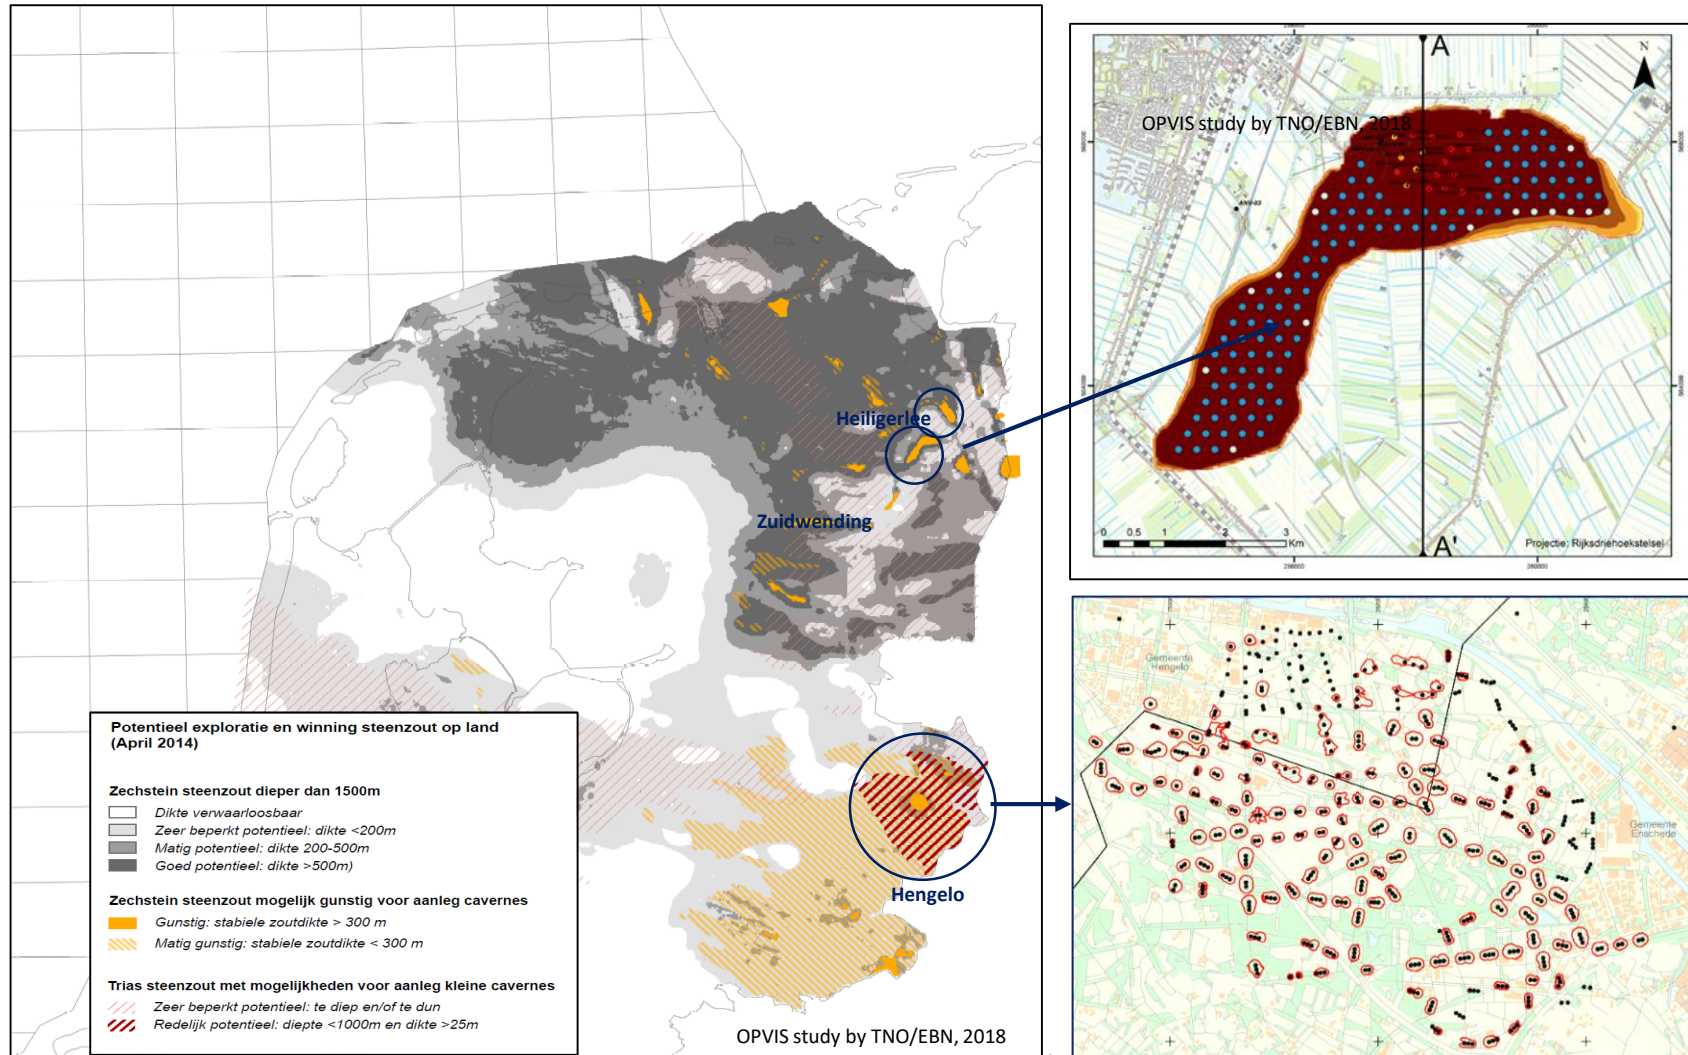 Heiligerlee
Zuidwending
Hengelo
Potentieel exploratie en winning steenzout op land
(April 2014)
Zechstein steenzout dieper dan 1500m
Dikte verwaarloosbaar
Zeer beperkt potentieel: dikte <200m
Matig potentieel: dikte 200-500m
Goed potentieel: dikte >500m)
Zechstein steenzout mogelijk gunstig voor aanleg cavernes
Gunstig: stabiele zoutdikte > 300 m
Matig gunstig: stabiele zoutdikte < 300 m
Trias steenzout met mogelijkheden voor aanleg kleine cavernes
Zeer beperkt potentieel: te diep en/of te dun
Redelijk potentieel: diepte <1000m en dikte >25m
OPVIS study by TNO/EBN, 2018
A
N
OPVIS study by TNO/EBN, 2018
ANV-03
0 0.5 1 2 3
Km
A'
Projectie: Rijksdriehoekstelsel
Gemeente
Hengelo
Gemeente
Enschede